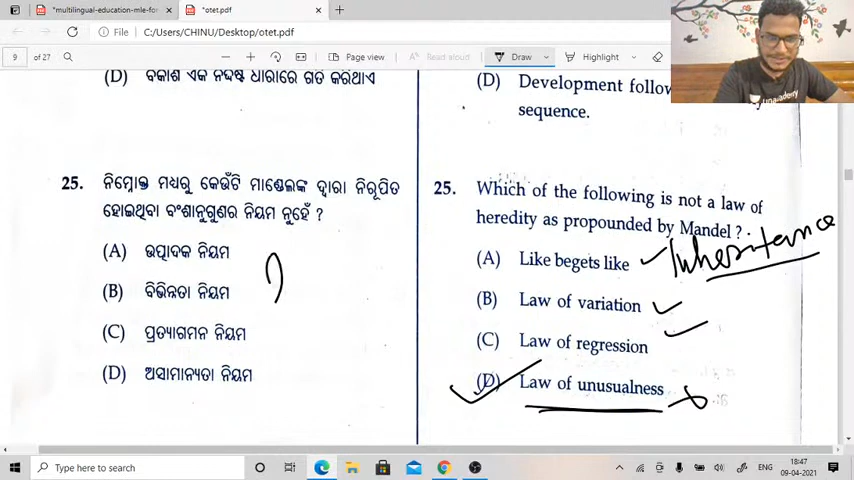 *multilingual-education-mle-for
*otet.pdf
File
C:/Users/CHINU/Desktop/otet.pdf
9
of 27
Page view
Read aloud
Draw
Highlight
unacademy
(D) ବିକାଶ ଏକ ନିର୍ଦ୍ଦିଷ୍ଟ ଧାରାରେ ଗତି କରିଥାଏ
(D) Development follow
sequence.
25. ନିମ୍ନୋକ୍ତ ମଧ୍ୟରୁ କେଉଁଟି ମାଣ୍ଡେଲଙ୍କ ଦ୍ୱାରା ନିରୂପିତ
ହୋଇଥିବା ବଂଶାନୁଗୁଣର ନିୟମ ନୁହେଁ ?
(A) ଉତ୍ପାଦକ ନିୟମ
(B) ବିଭିନ୍ନତା ନିୟମ
(C) ପ୍ରତ୍ୟାଗମନ ନିୟମ
(D) ଅସାମାନ୍ୟତା ନିୟମ
25. Which of the following is not a law of
heredity as propounded by Mandel ?
Inheritance
(A) Like begets like
(B) Law of variation
(C) Law of regression
(D) Law of unusualness
Type here to search
ENG
18:47
09-04-2021